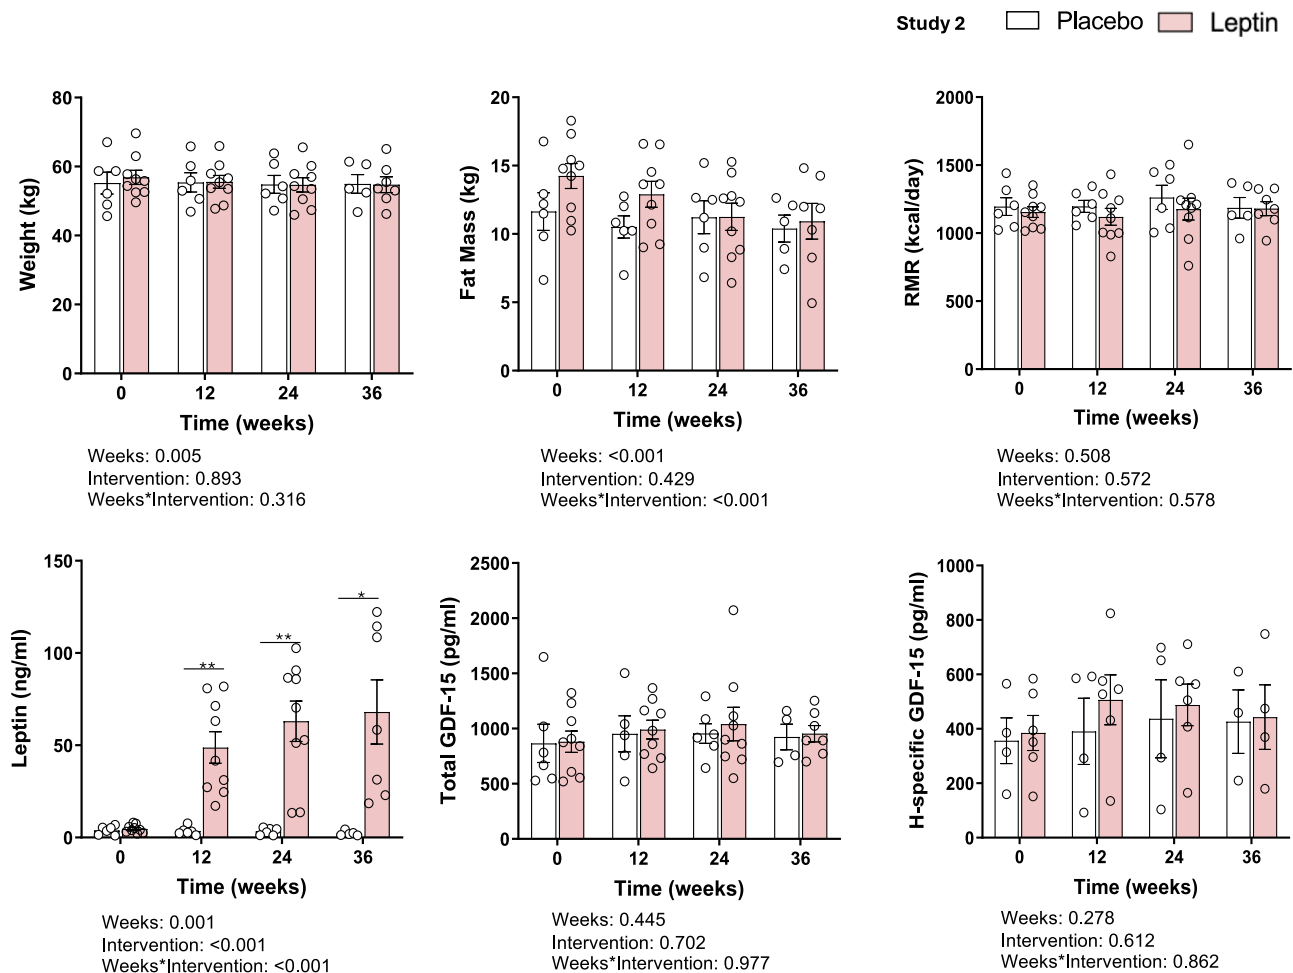 Study 2 Placebo Leptin
80
60
40
20
0
Weight (kg)
0 12 24 36
Time (weeks)
Weeks: 0.005
Intervention: 0.893
Weeks*Intervention: 0.316
20
15
10
5
0
Fat Mass (kg)
0 12 24 36
Time (weeks)
Weeks: <0.001
Intervention: 0.429
Weeks*Intervention: <0.001
2000
1500
1000
500
0
RMR (kcal/day)
0 12 24 36
Time (weeks)
Weeks: 0.508
Intervention: 0.572
Weeks*Intervention: 0.578
150
100
50
0
Leptin (ng/ml)
** ** *
0 12 24 36
Time (weeks)
Weeks: 0.001
Intervention: <0.001
Weeks*Intervention: <0.001
2500
2000
1500
1000
500
0
Total GDF-15 (pg/ml)
0 12 24 36
Time (weeks)
Weeks: 0.445
Intervention: 0.702
Weeks*Intervention: 0.977
1000
800
600
400
200
0
H-specific GDF-15 (pg/ml)
0 12 24 36
Time (weeks)
Weeks: 0.278
Intervention: 0.612
Weeks*Intervention: 0.862